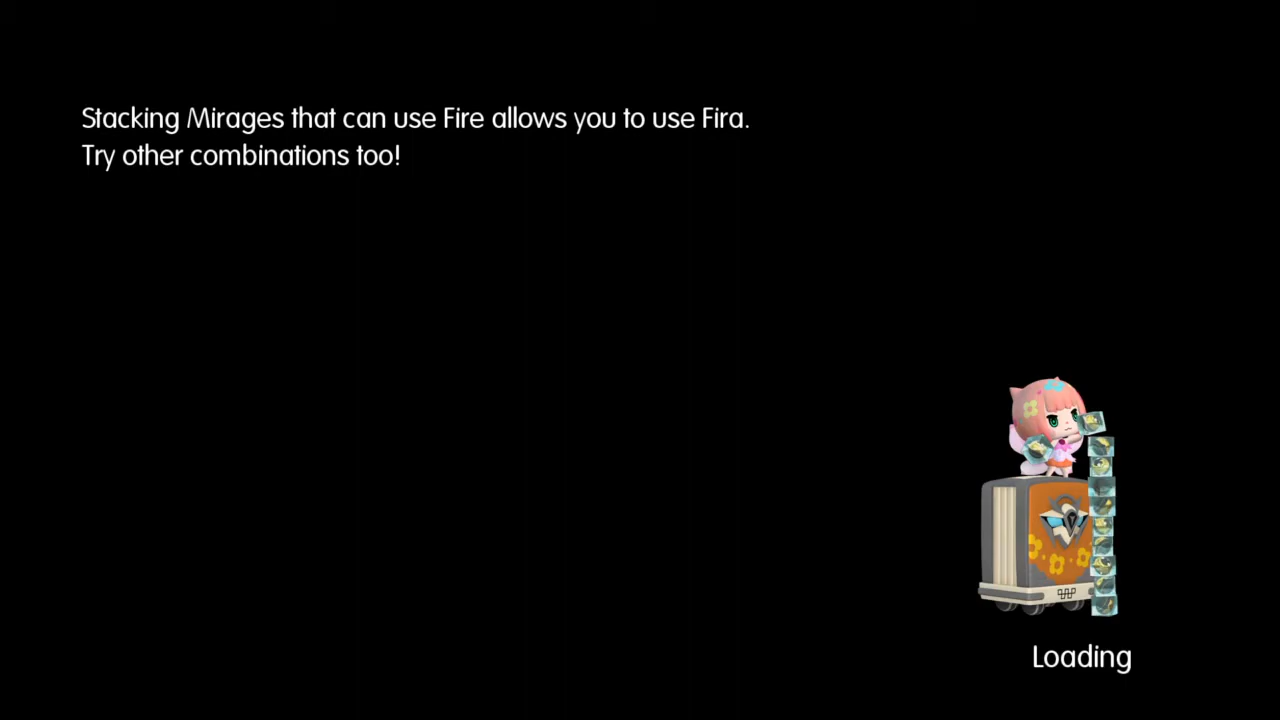 Stacking Mirages that can use Fire allows you to use Fira.
Try other combinations too!
Loading